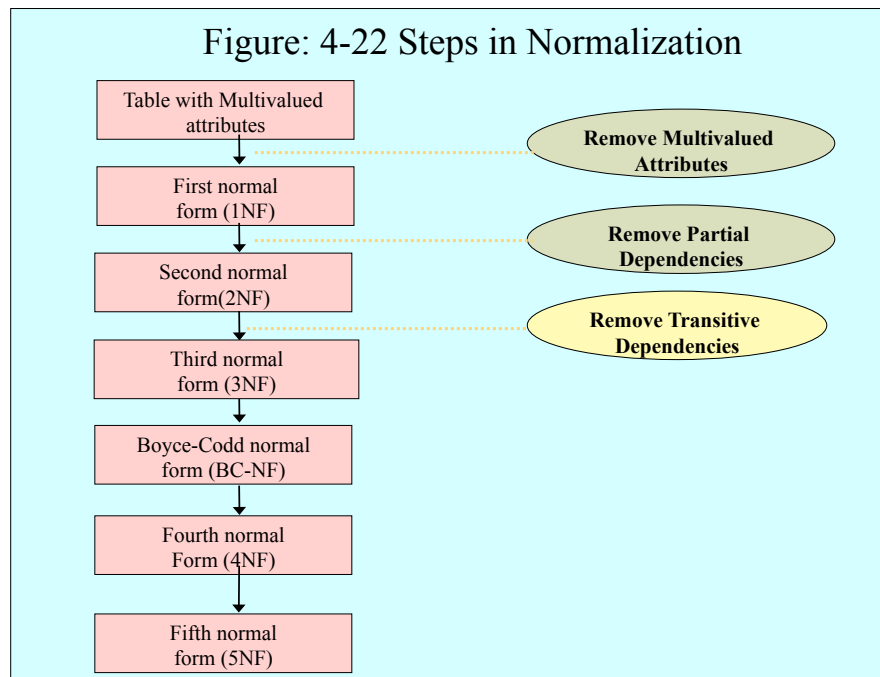 Figure: 4-22 Steps in Normalization
Table with Multivalued
attributes
Remove Multivalued
Attributes
First normal
form (1NF)
Remove Partial
Dependencies
Second normal
form(2NF)
Remove Transitive
Dependencies
Third normal
form (3NF)
Boyce-Codd normal
form (BC-NF)
Fourth normal
Form (4NF)
Fifth normal
form (5NF)